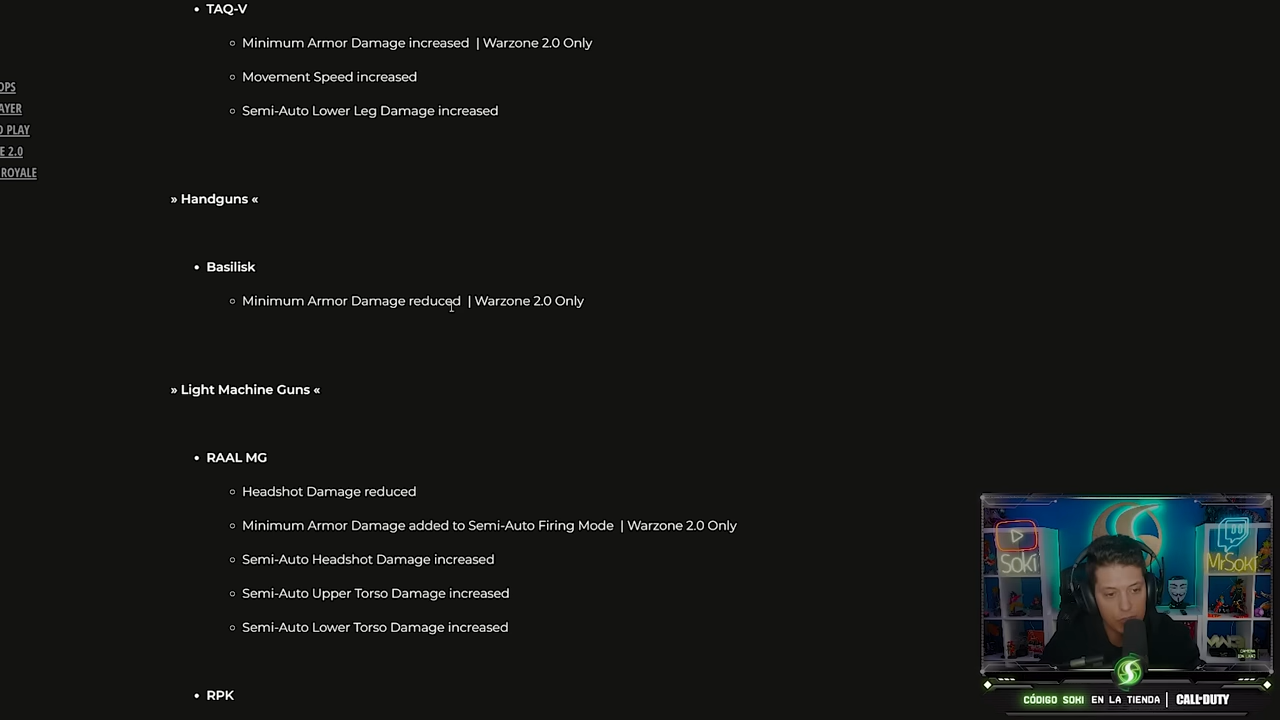 TAQ-V
Minimum Armor Damage increased | Warzone 2.0 Only
Movement Speed increased
Semi-Auto Lower Leg Damage increased
OPS
AYER
O PLAY
E 2.0
ROYALE
» Handguns «
Basilisk
Minimum Armor Damage reduced | Warzone 2.0 Only
» Light Machine Guns «
RAAL MG
Headshot Damage reduced
Minimum Armor Damage added to Semi-Auto Firing Mode | Warzone 2.0 Only
Semi-Auto Headshot Damage increased
Semi-Auto Upper Torso Damage increased
Semi-Auto Lower Torso Damage increased
RPK
Soki
MrSoki
CÓDIGO SOKI EN LA TIENDA | CALL OF DUTY